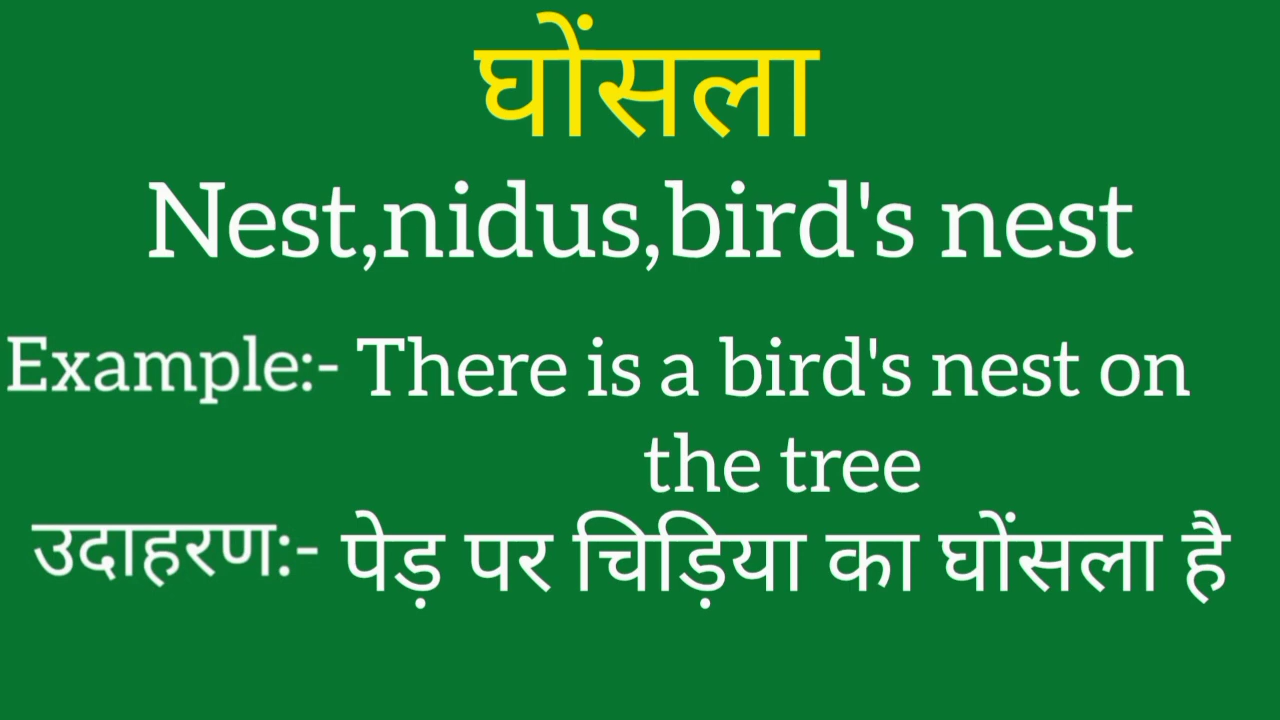 घोंसला
Nest,nidus,bird's nest
Example:- There is a bird's nest on
the tree
उदाहरण:- पेड़ पर चिड़िया का घोंसला है